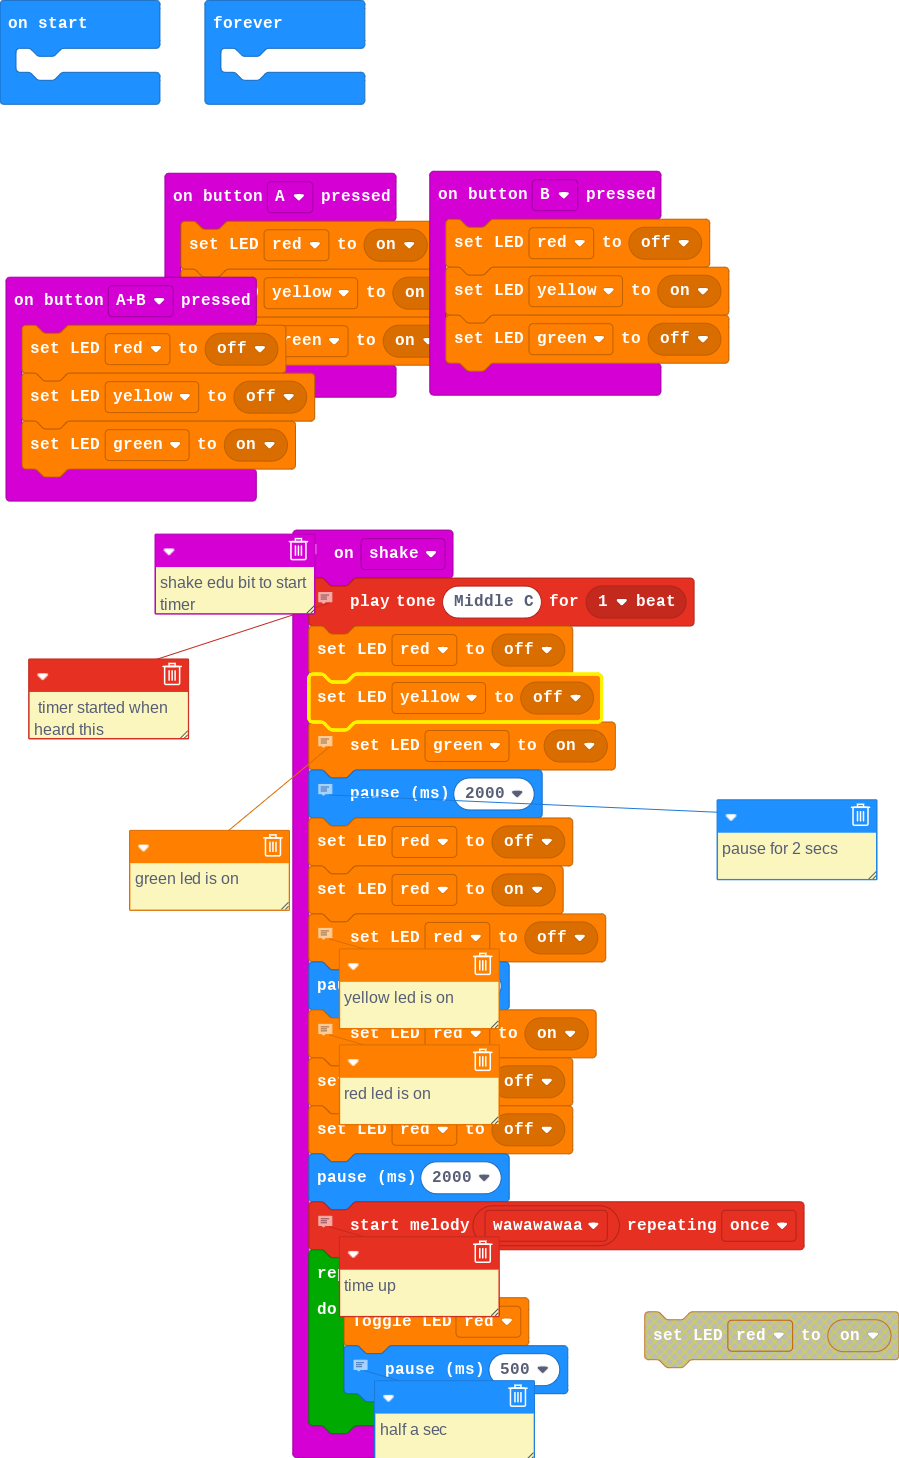 on start
forever
on button A pressed
set LED red to on
yellow to on
reen to on
on button B pressed
set LED red to off
set LED yellow to on
set LED green to off
on button A+B pressed
set LED red to off
set LED yellow to off
set LED green to on
on shake
shake edu bit to start
timer
play tone Middle C for 1 beat
set LED red to off
timer started when
heard this
set LED yellow to off
set LED green to on
pause (ms) 2000
pause for 2 secs
set LED red to off
green led is on
set LED red to on
set LED red to off
yellow led is on
set LED red to on
red led is on
off
set LED red to off
pause (ms) 2000
start melody wawawawaa repeating once
time up
do
Toggle LED red
set LED red to on
pause (ms) 500
half a sec